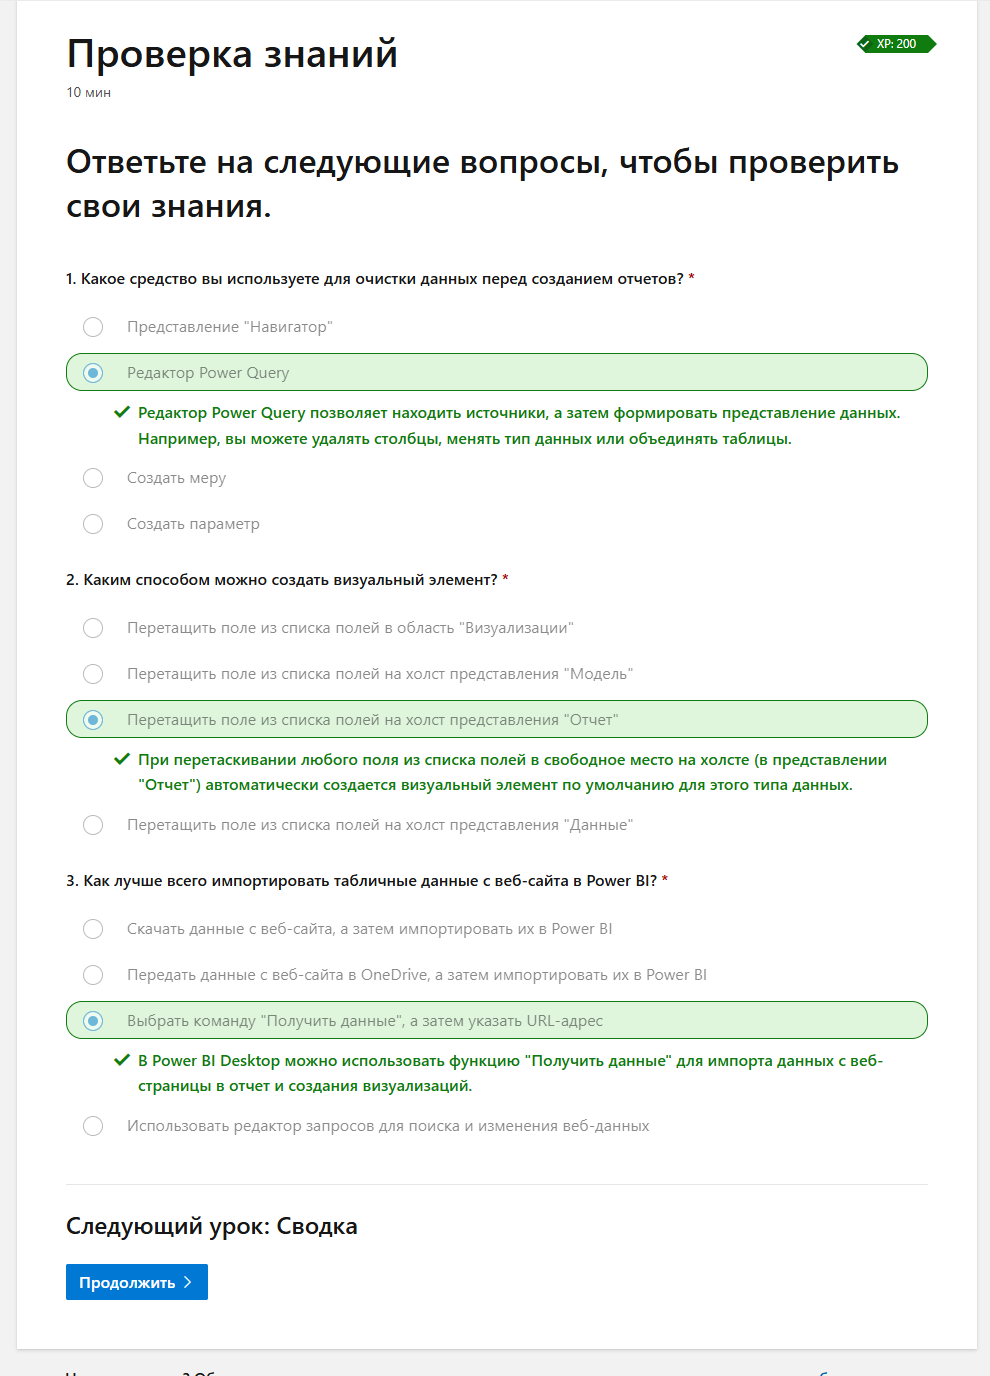 Проверка знаний
XP: 200
10 мин
Ответьте на следующие вопросы, чтобы проверить
свои знания.
1. Какое средство вы используете для очистки данных перед созданием отчетов? *
Представление "Навигатор"
Редактор Power Query
Редактор Power Query позволяет находить источники, а затем формировать представление данных.
Например, вы можете удалять столбцы, менять тип данных или объединять таблицы.
Создать меру
Создать параметр
2. Каким способом можно создать визуальный элемент? *
Перетащить поле из списка полей в область "Визуализации"
Перетащить поле из списка полей на холст представления "Модель"
Перетащить поле из списка полей на холст представления "Отчет"
При перетаскивании любого поля из списка полей в свободное место на холсте (в представлении
"Отчет") автоматически создается визуальный элемент по умолчанию для этого типа данных.
Перетащить поле из списка полей на холст представления "Данные"
3. Как лучше всего импортировать табличные данные с веб-сайта в Power BI? *
Скачать данные с веб-сайта, а затем импортировать их в Power BI
Передать данные с веб-сайта в OneDrive, а затем импортировать их в Power BI
Выбрать команду "Получить данные", а затем указать URL-адрес
В Power BI Desktop можно использовать функцию "Получить данные" для импорта данных с веб-
страницы в отчет и создания визуализаций.
Использовать редактор запросов для поиска и изменения веб-данных
Следующий урок: Сводка
Продолжить